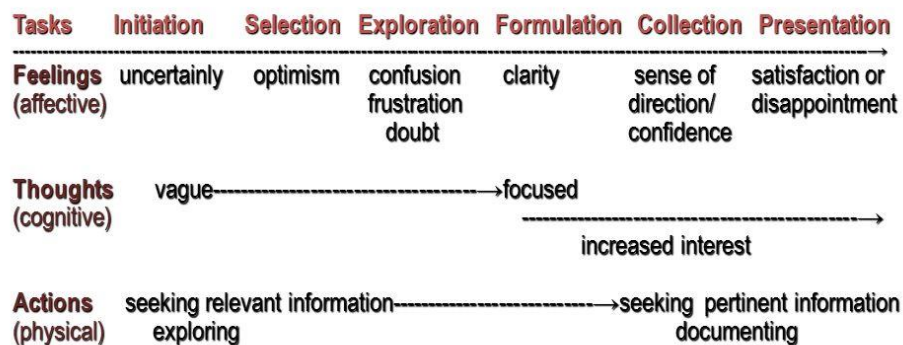 Tasks Initiation Selection Exploration Formulation Collection Presentation
Feelings uncertainly optimism confusion clarity sense of satisfaction or
(affective) frustration direction/ disappointment
doubt confidence
Thoughts vague→focused
(cognitive)
increased interest
Actions seeking relevant information→seeking pertinent information
(physical) exploring documenting